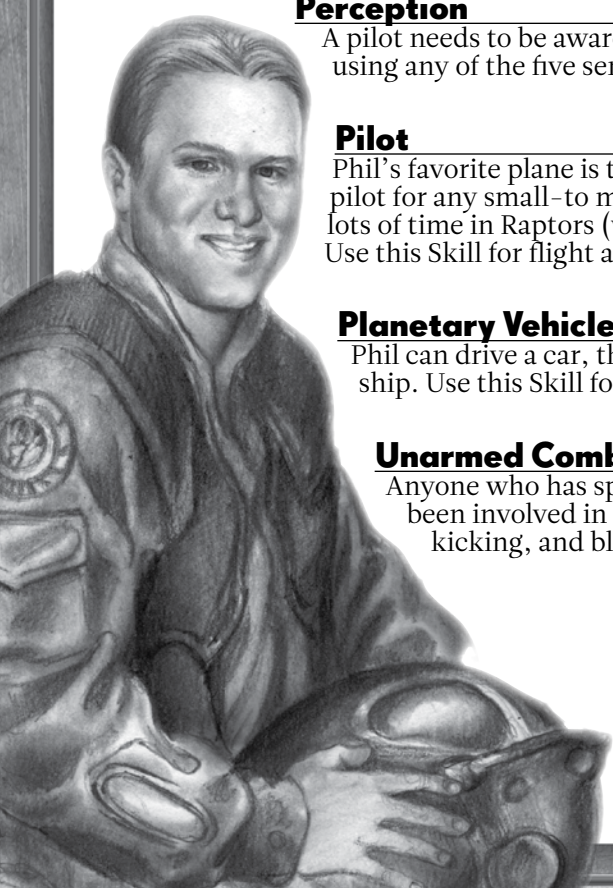 Perception
A pilot needs to be awar
using any of the five se
Pilot
Phil’s favorite plane is t
pilot for any small-to m
lots of time in Raptors (
Use this Skill for flight a
Planetary Vehicle
Phil can drive a car, th
ship. Use this Skill fo
Unarmed Comb
Anyone who has sp
been involved in
kicking, and bl